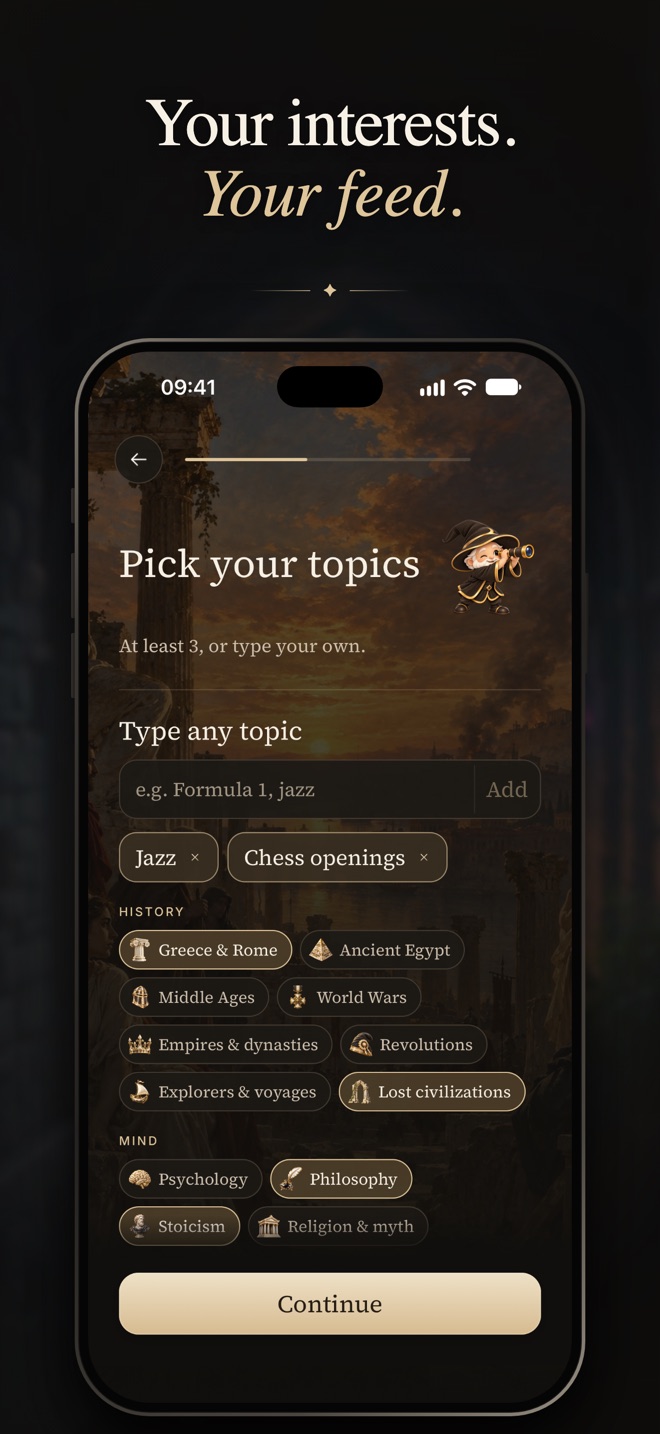 Your interests.
Your feed.
09:41
Pick your topics
At least 3, or type your own.
Type any topic
e.g. Formula 1, jazz Add
Jazz × Chess openings ×
HISTORY
Greece & Rome Ancient Egypt
Middle Ages World Wars
Empires & dynasties Revolutions
Explorers & voyages Lost civilizations
MIND
Psychology Philosophy
Stoicism Religion & myth
Continue